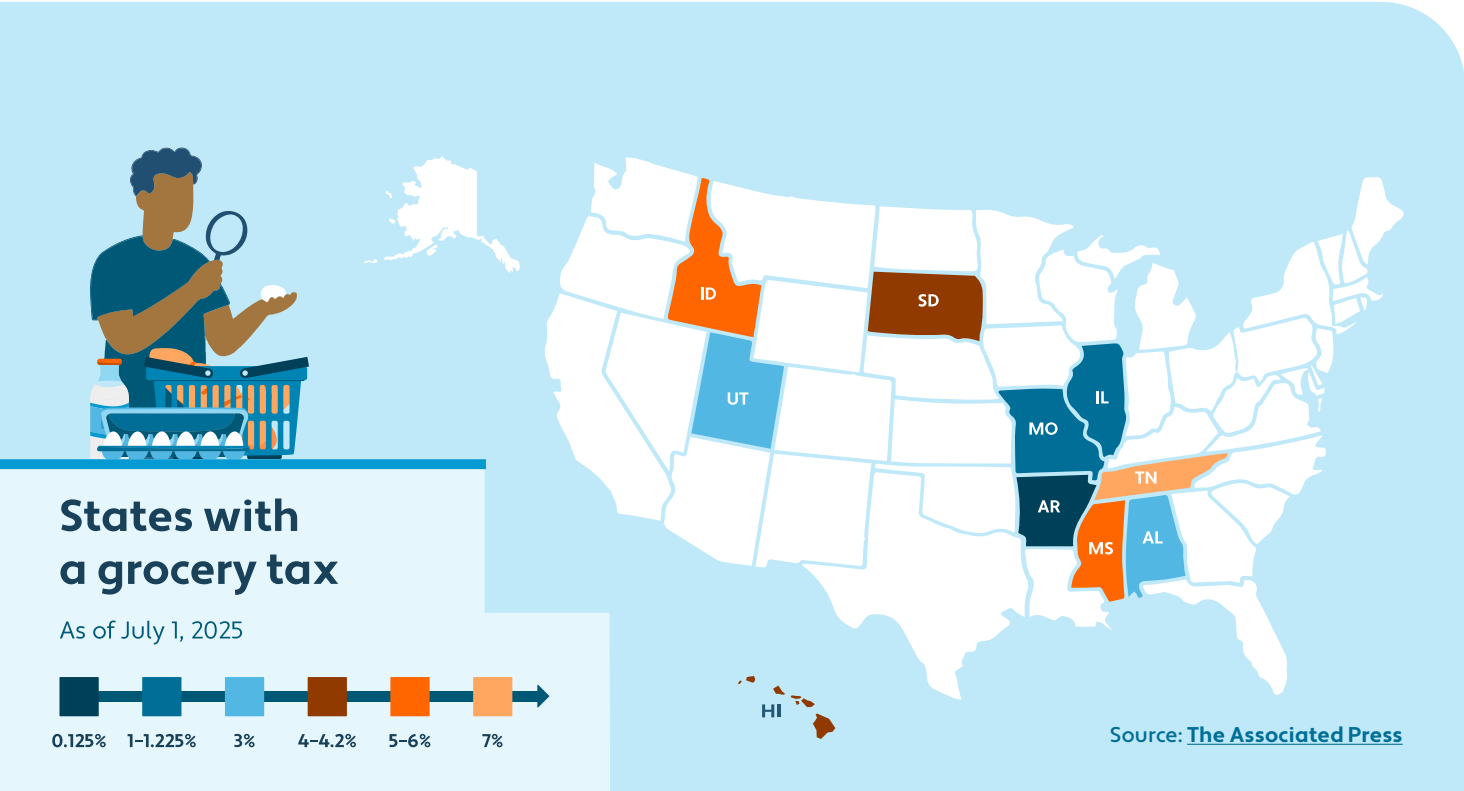 States with
a grocery tax
As of July 1, 2025
0.125% 1–1.225% 3% 4–4.2% 5–6% 7%
ID
SD
UT
IL
MO
TN
AR
AL
MS
HI
Source: The Associated Press